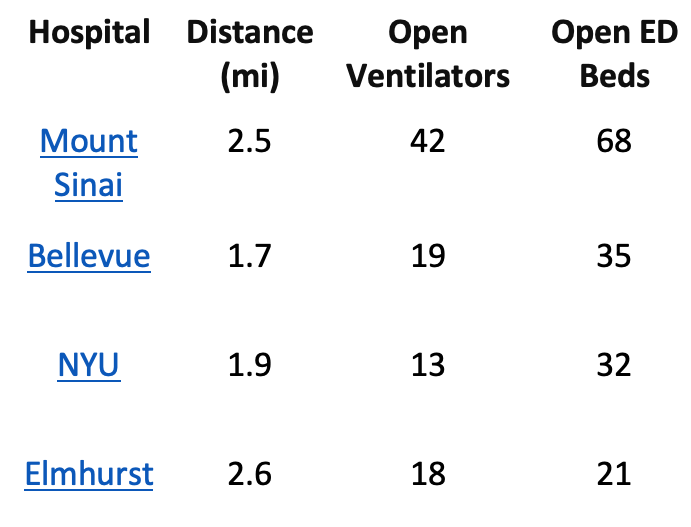 Hospital Distance (mi) Open Ventilators Open ED Beds
Mount Sinai 2.5 42 68
Bellevue 1.7 19 35
NYU 1.9 13 32
Elmhurst 2.6 18 21